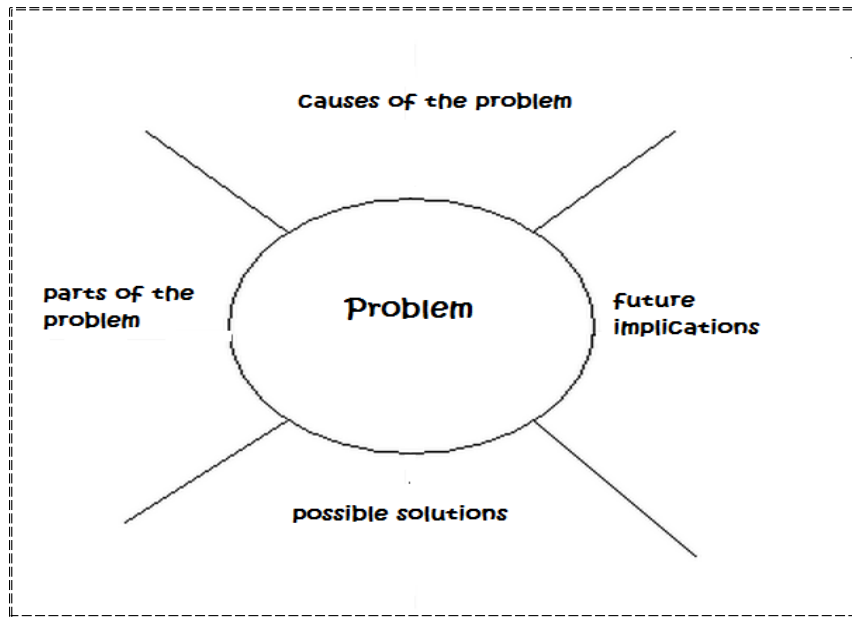 Causes of the problem
parts of the
problem
Problem
future
implications
possible solutions